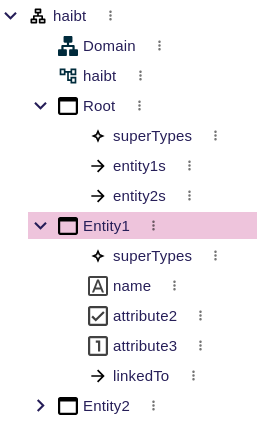 haibt
Domain
haibt
Root
superTypes
entity1s
entity2s
Entity1
superTypes
name
attribute2
attribute3
linkedTo
Entity2